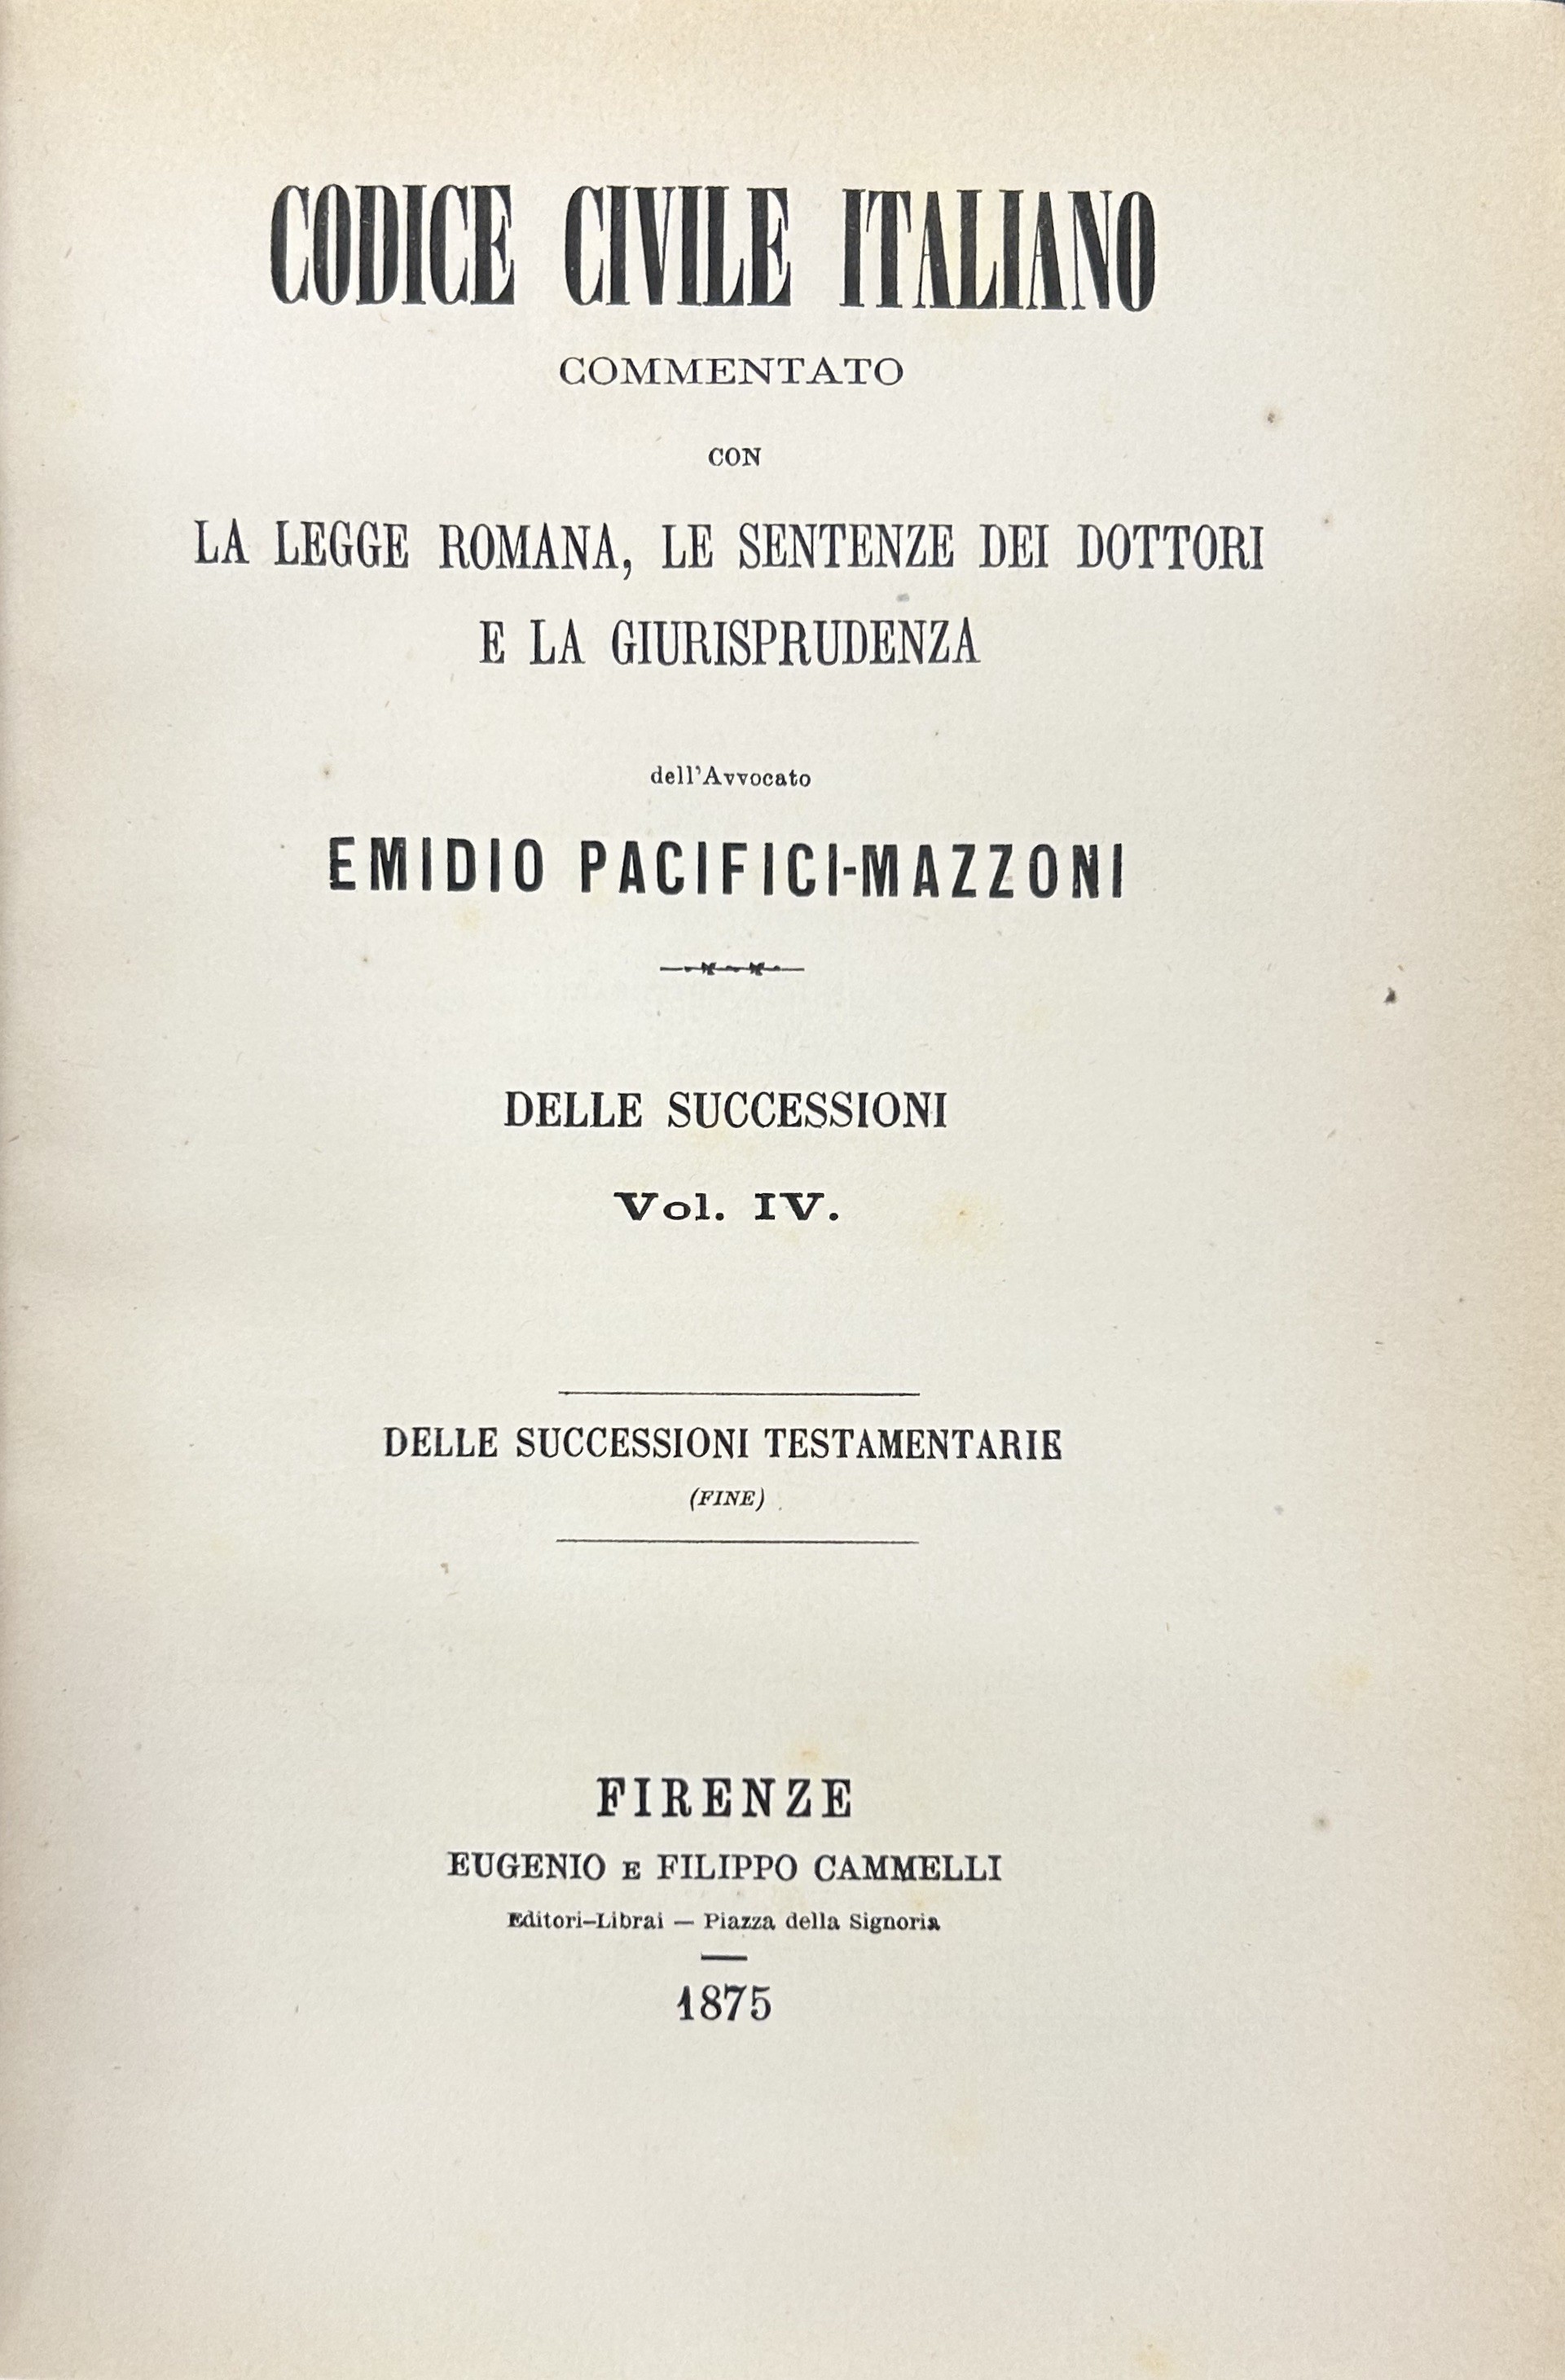 CODICE CIVILE ITALIANO
COMMENTATO
CON
LA LEGGE ROMANA, LE SENTENZE DEI DOTTORI
E LA GIURISPRUDENZA
dell'Avvocato
EMIDIO PACIFICI-MAZZONI
DELLE SUCCESSIONI
Vol. IV.
DELLE SUCCESSIONI TESTAMENTARIE
(FINE)
FIRENZE
EUGENIO E FILIPPO CAMMELLI
Editori-Librai — Piazza della Signoria
1875